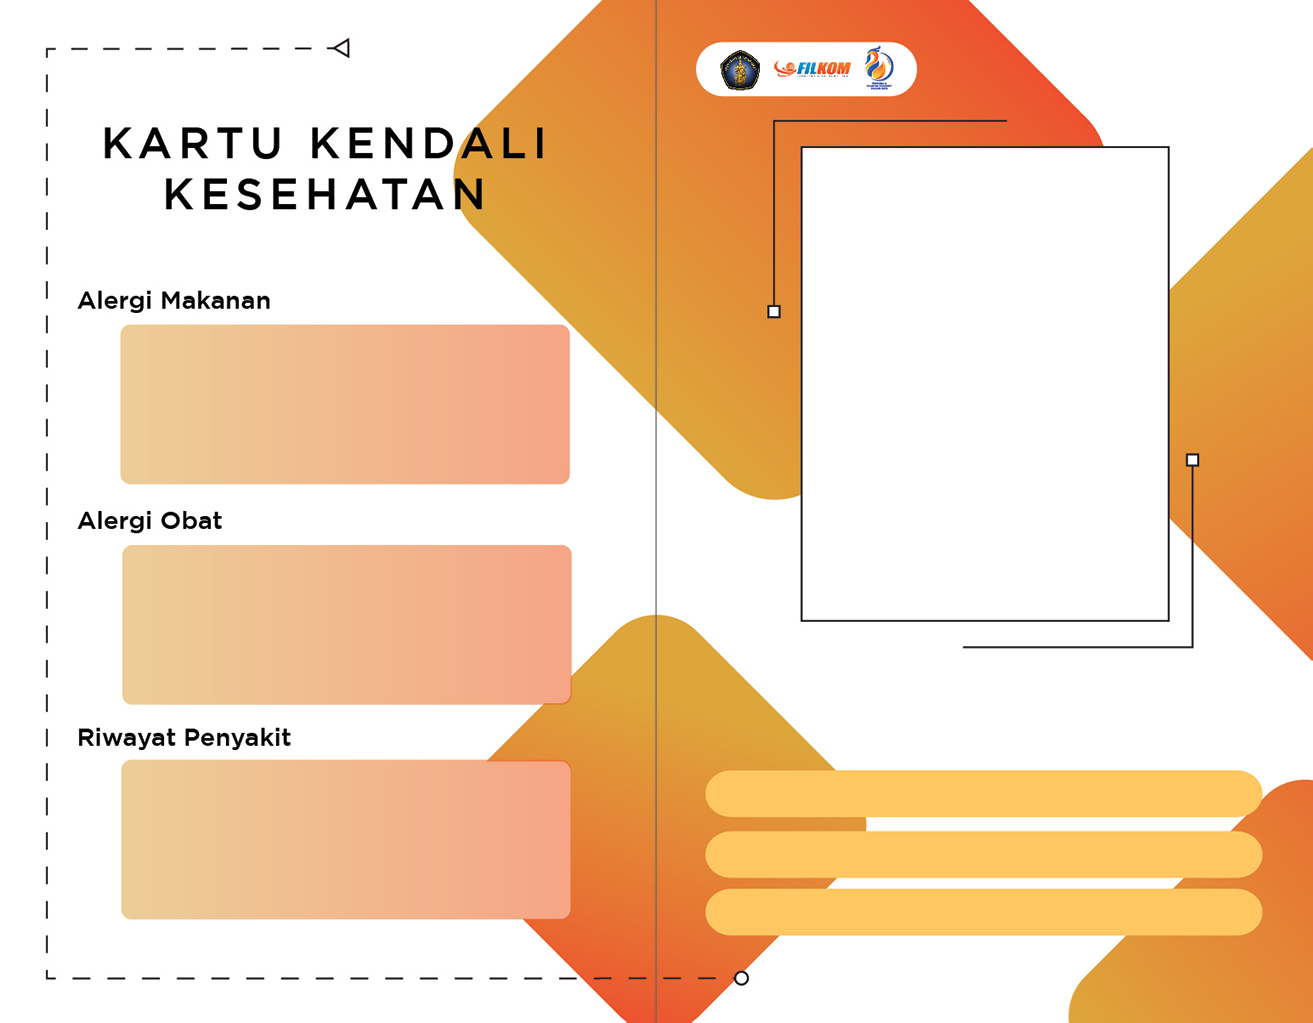 KARTU KENDALI
KESEHATAN
Alergi Makanan
Alergi Obat
Riwayat Penyakit
FILKOM